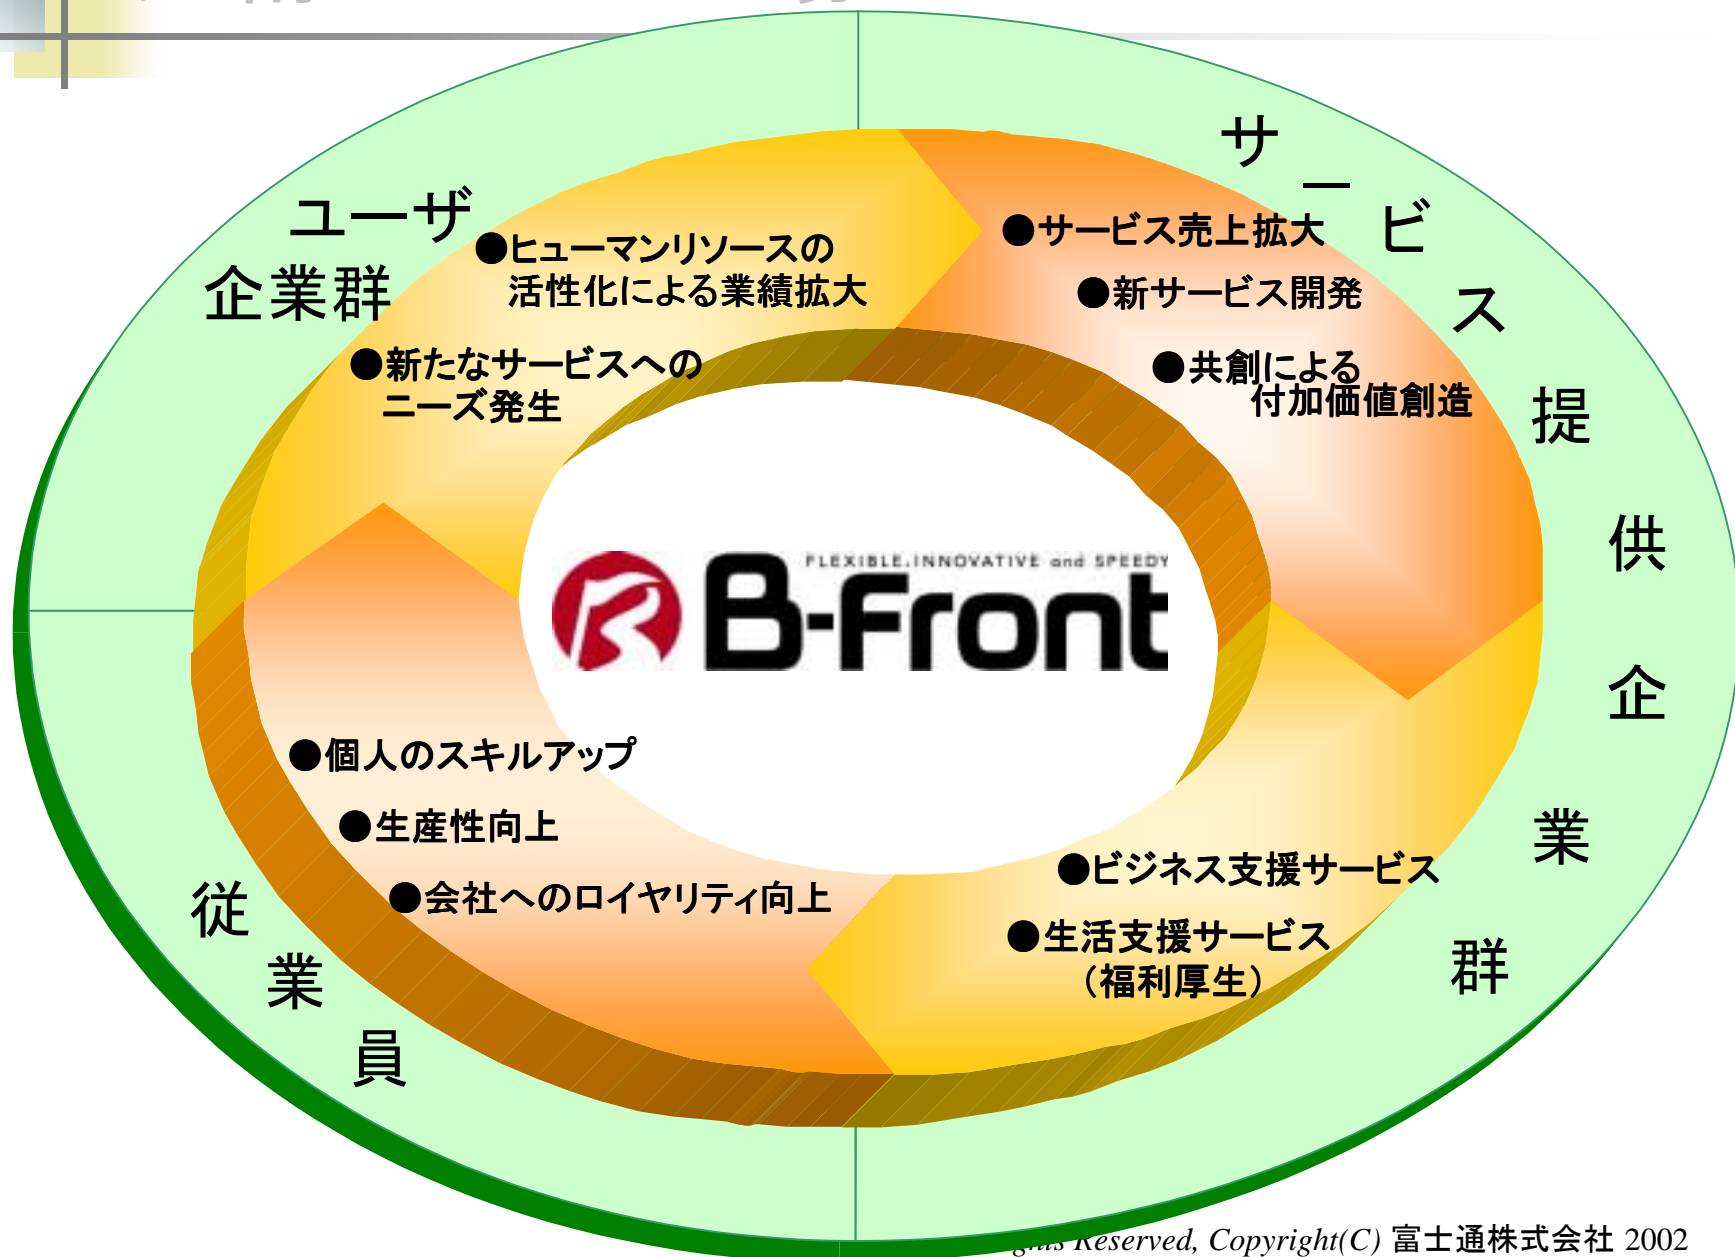 ユーザ
企業群
●ヒューマンリソースの
活性化による業績拡大
●新たなサービスへの
ニーズ発生
サービス提供企業群
●サービス売上拡大
●新サービス開発
●共創による
付加価値創造
FLEXIBLE,INNOVATIVE and SPEEDY
B-Front
●個人のスキルアップ
●生産性向上
●会社へのロイヤリティ向上
従業員
●ビジネス支援サービス
●生活支援サービス
（福利厚生）
Reserved, Copyright(C) 富士通株式会社 2002